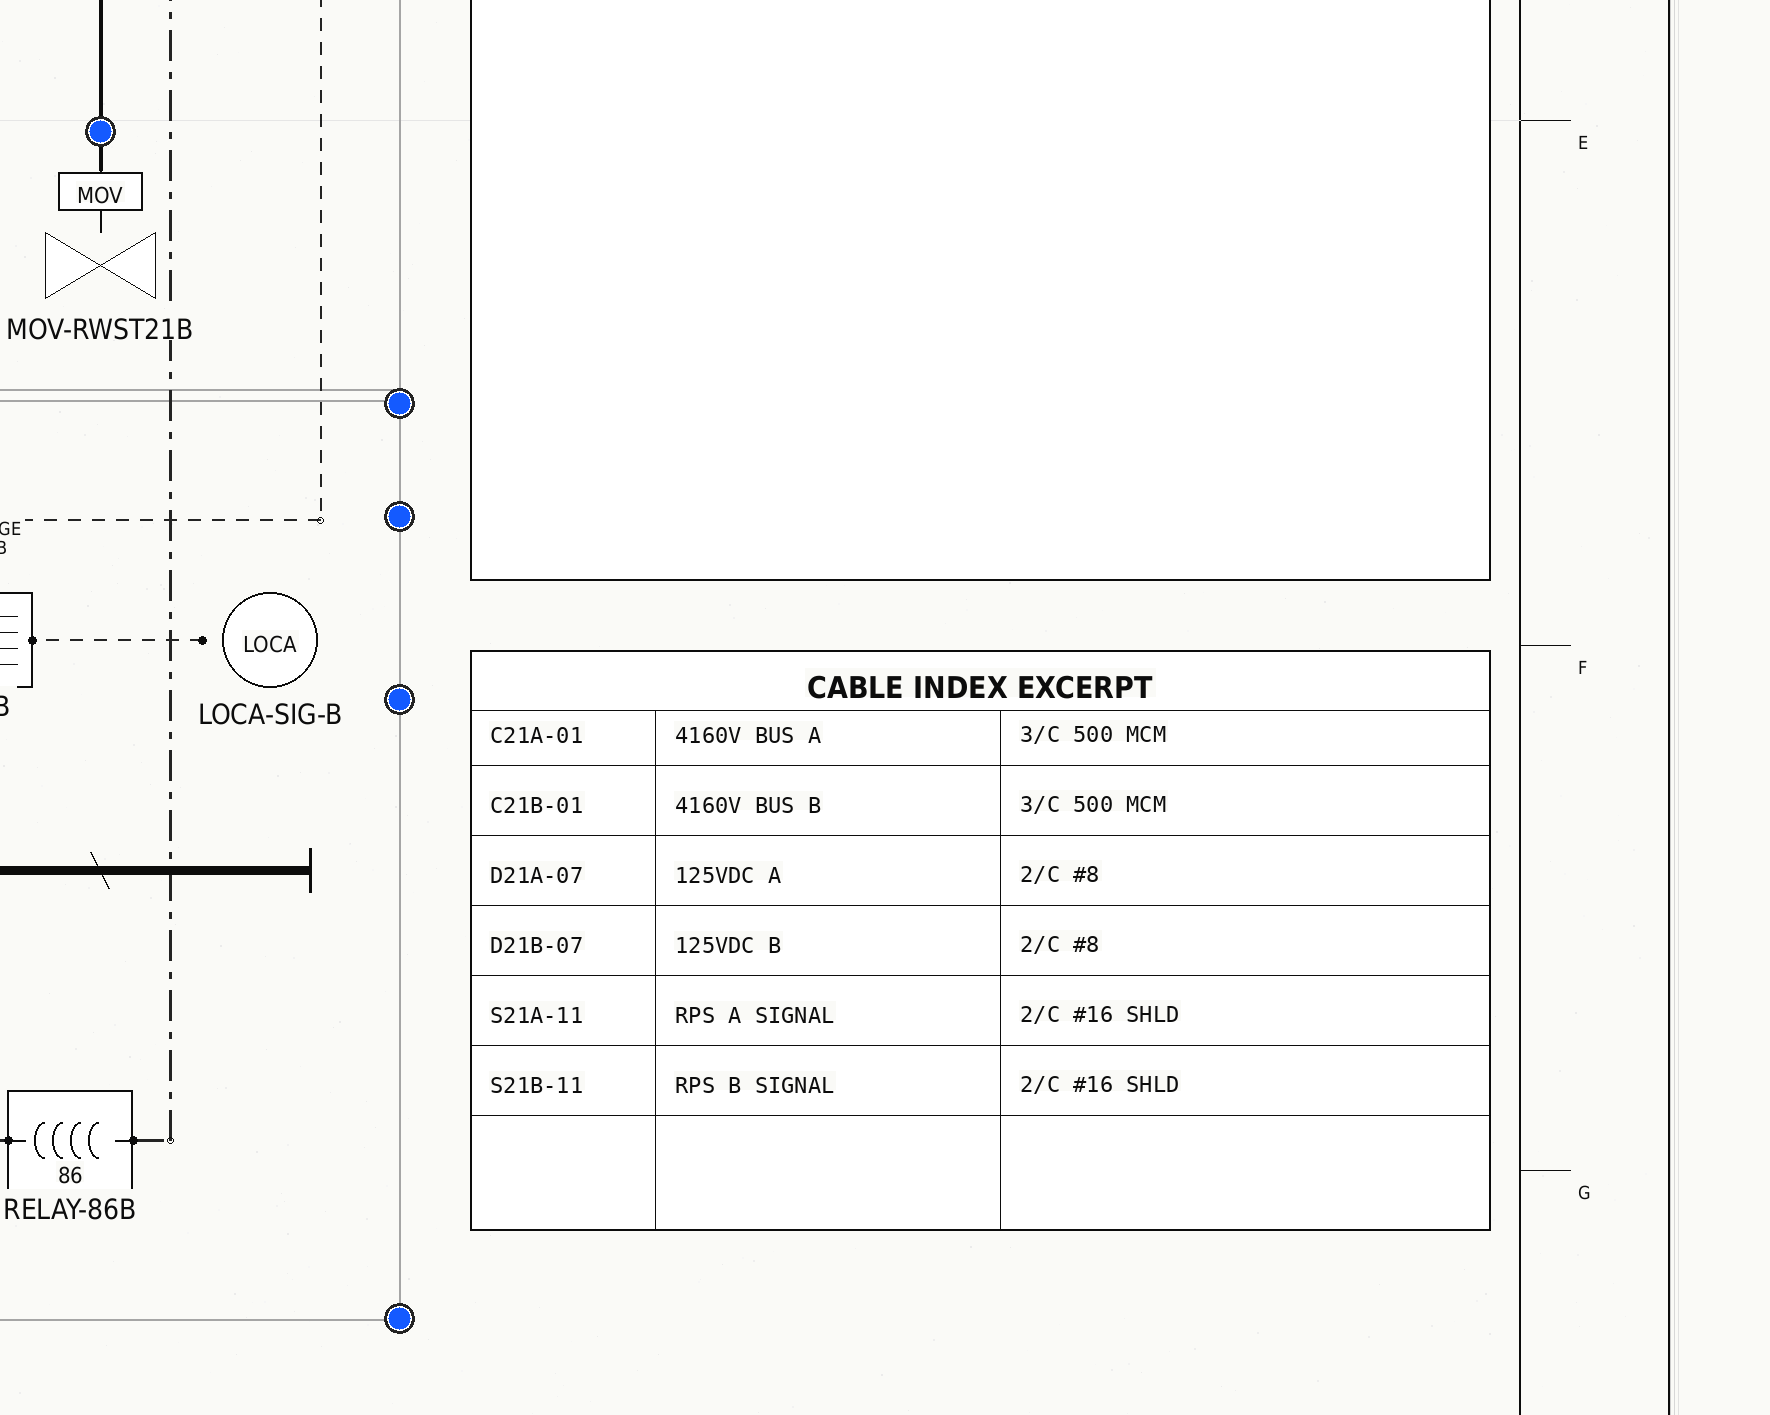 MOV
MOV-RWST21B
GE
B
LOCA
B
LOCA-SIG-B
86
RELAY-86B
CABLE INDEX EXCERPT
C21A-01 4160V BUS A 3/C 500 MCM
C21B-01 4160V BUS B 3/C 500 MCM
D21A-07 125VDC A 2/C #8
D21B-07 125VDC B 2/C #8
S21A-11 RPS A SIGNAL 2/C #16 SHLD
S21B-11 RPS B SIGNAL 2/C #16 SHLD
E
F
G